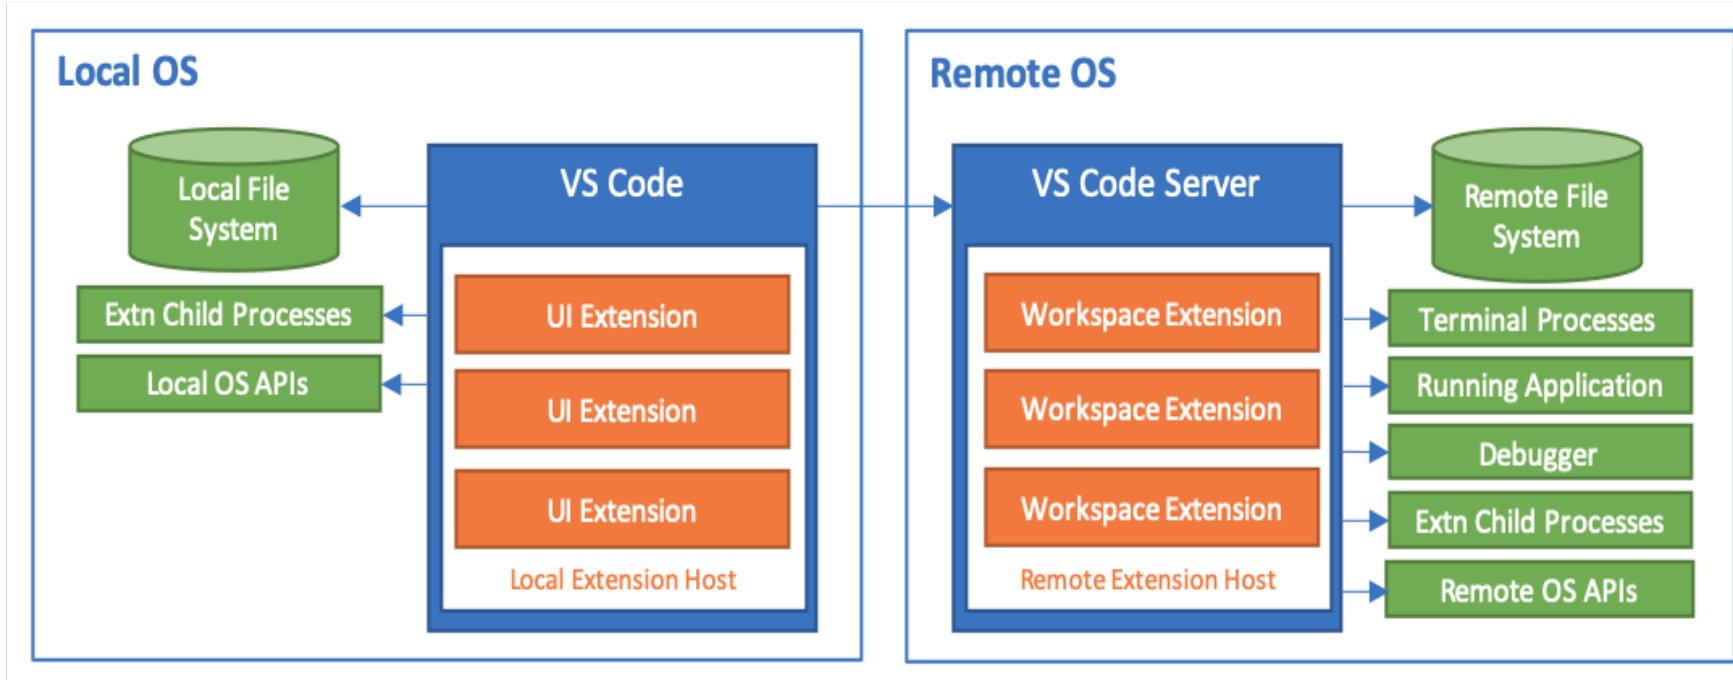 Local OS
Local File
System
Extn Child Processes
Local OS APIs
VS Code
UI Extension
UI Extension
UI Extension
Local Extension Host
Remote OS
VS Code Server
Workspace Extension
Workspace Extension
Workspace Extension
Remote Extension Host
Remote File
System
Terminal Processes
Running Application
Debugger
Extn Child Processes
Remote OS APIs